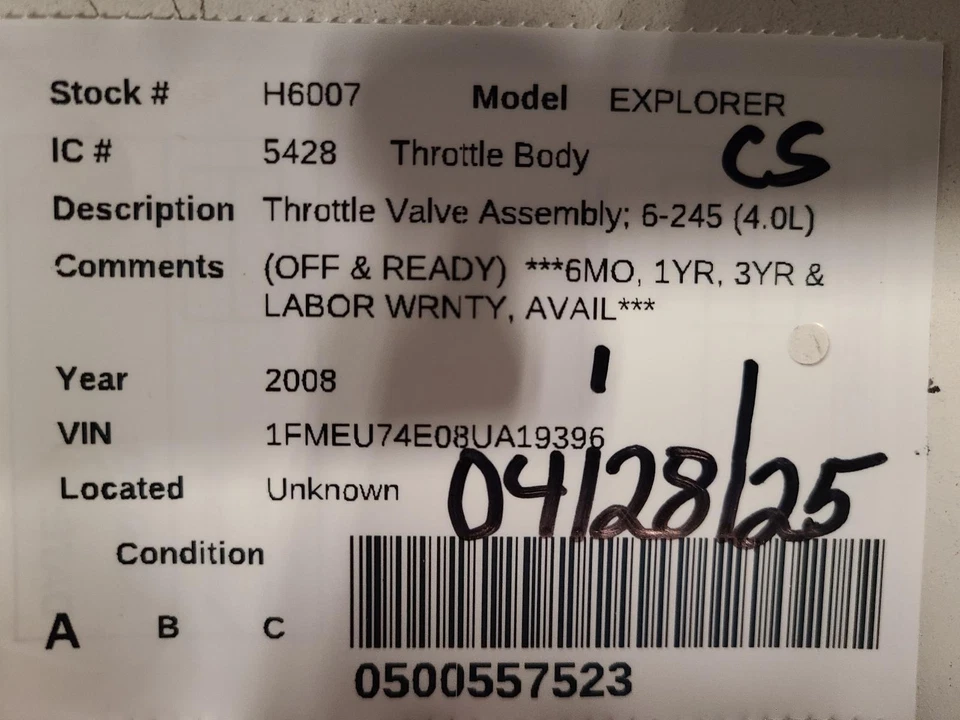 Stock # H6007 Model EXPLORER
CS
IC # 5428 Throttle Body
Description Throttle Valve Assembly; 6-245 (4.0L)
Comments (OFF & READY) ***6MO, 1YR, 3YR &
LABOR WRNTY, AVAIL***
Year 2008
VIN 1FMEU74E08UA19396
04/28/25
Located Unknown
Condition
A B C
0500557523